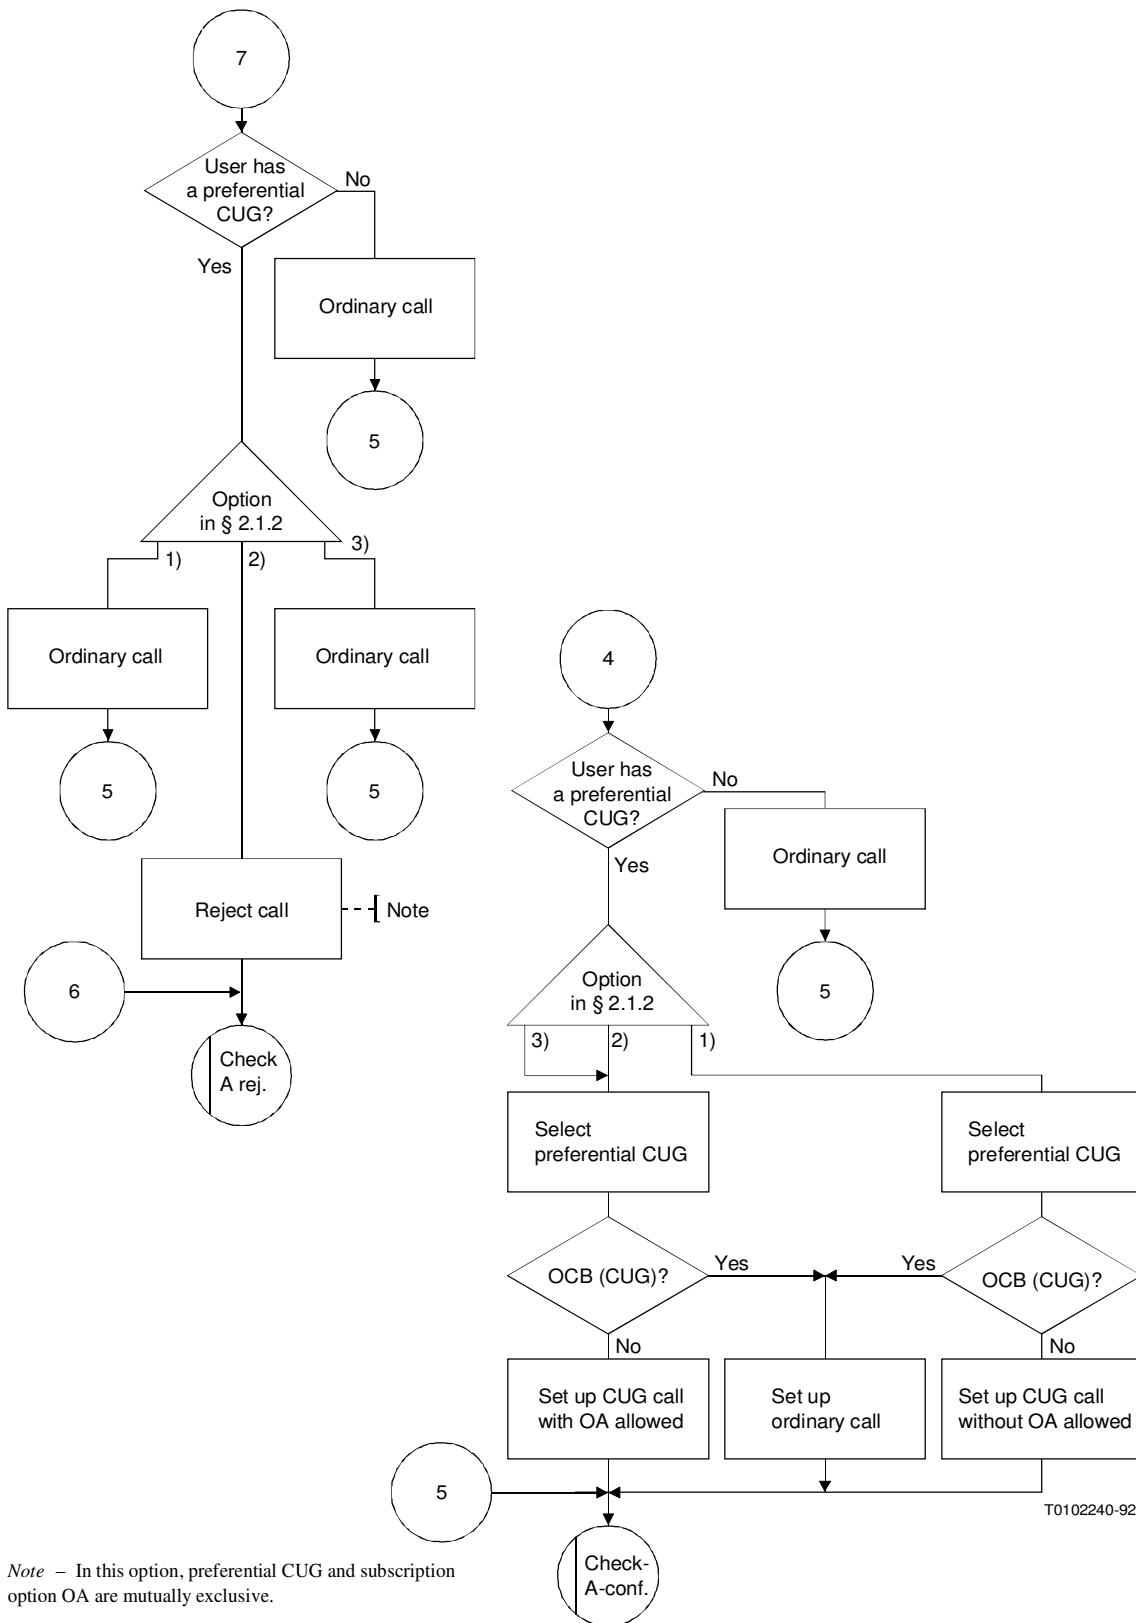 7
User has
a preferential
CUG?
No
Yes
Ordinary call
5
Option
in § 2.1.2
1)
2)
3)
Ordinary call
Ordinary call
5
5
Reject call
Note
6
Check
A rej.
4
User has
a preferential
CUG?
No
Yes
Ordinary call
5
Option
in § 2.1.2
3)
2)
1)
Select
preferential CUG
Select
preferential CUG
OCB (CUG)?
Yes
Yes
OCB (CUG)?
No
No
Set up CUG call
with OA allowed
Set up
ordinary call
Set up CUG call
without OA allowed
5
T0102240-92
Check-
A-conf.
Note – In this option, preferential CUG and subscription
option OA are mutually exclusive.